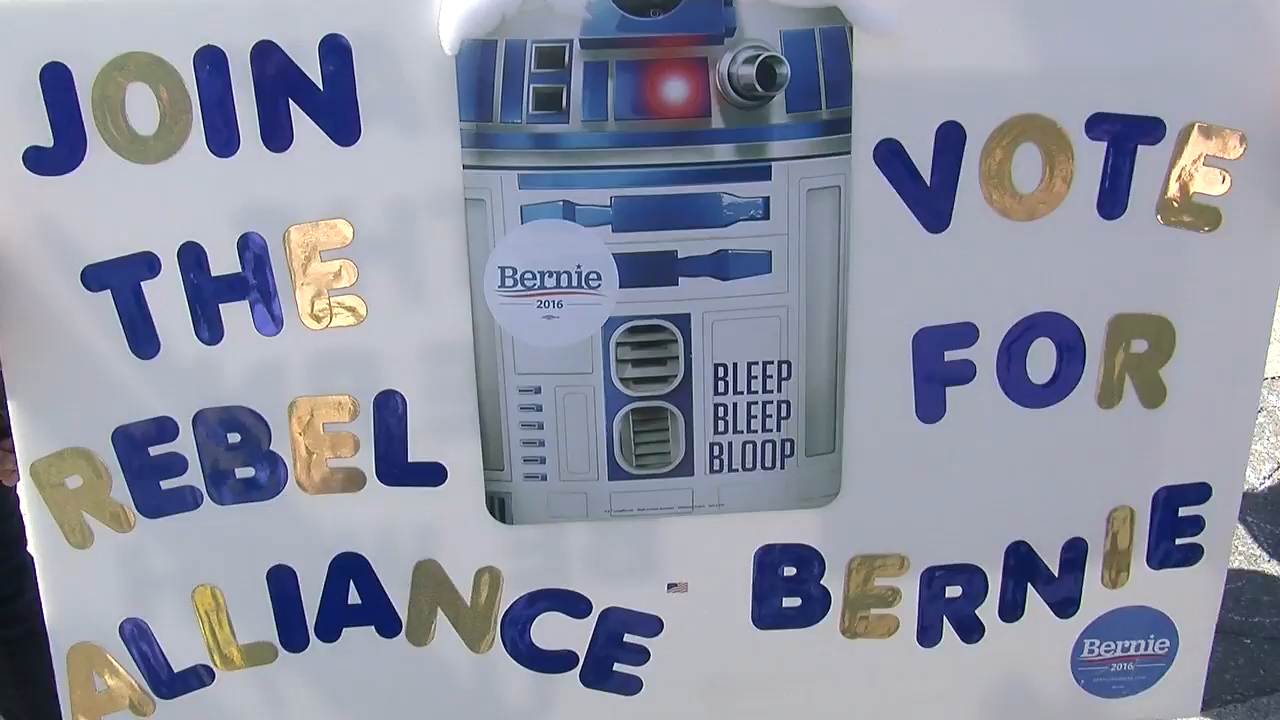 JOIN
THE
REBEL
ALLIANCE
Bernie
2016
BLEEP
BLEEP
BLOOP
VOTE
FOR
BERNIE
Bernie
2016